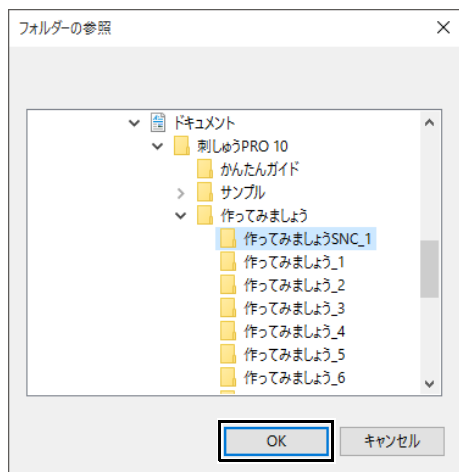 フォルダーの参照
ドキュメント
刺しゅうPRO 10
かんたんガイド
サンプル
作ってみましょう
作ってみましょうSNC_1
作ってみましょう_1
作ってみましょう_2
作ってみましょう_3
作ってみましょう_4
作ってみましょう_5
作ってみましょう_6
OK キャンセル